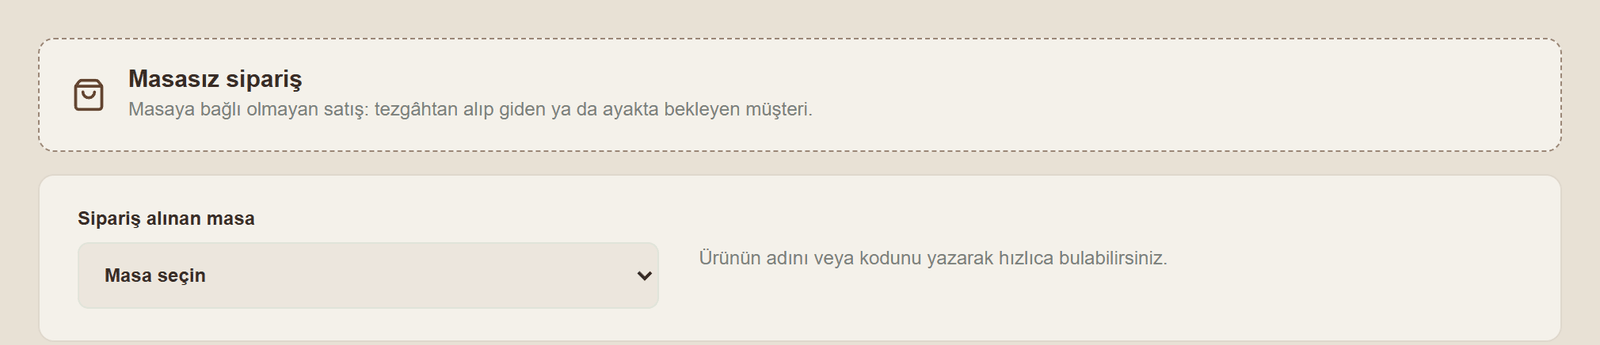 Masasız sipariş
Masaya bağlı olmayan satış: tezgâhtan alıp giden ya da ayakta bekleyen müşteri.
Sipariş alınan masa
Masa seçin
Ürünün adını veya kodunu yazarak hızlıca bulabilirsiniz.